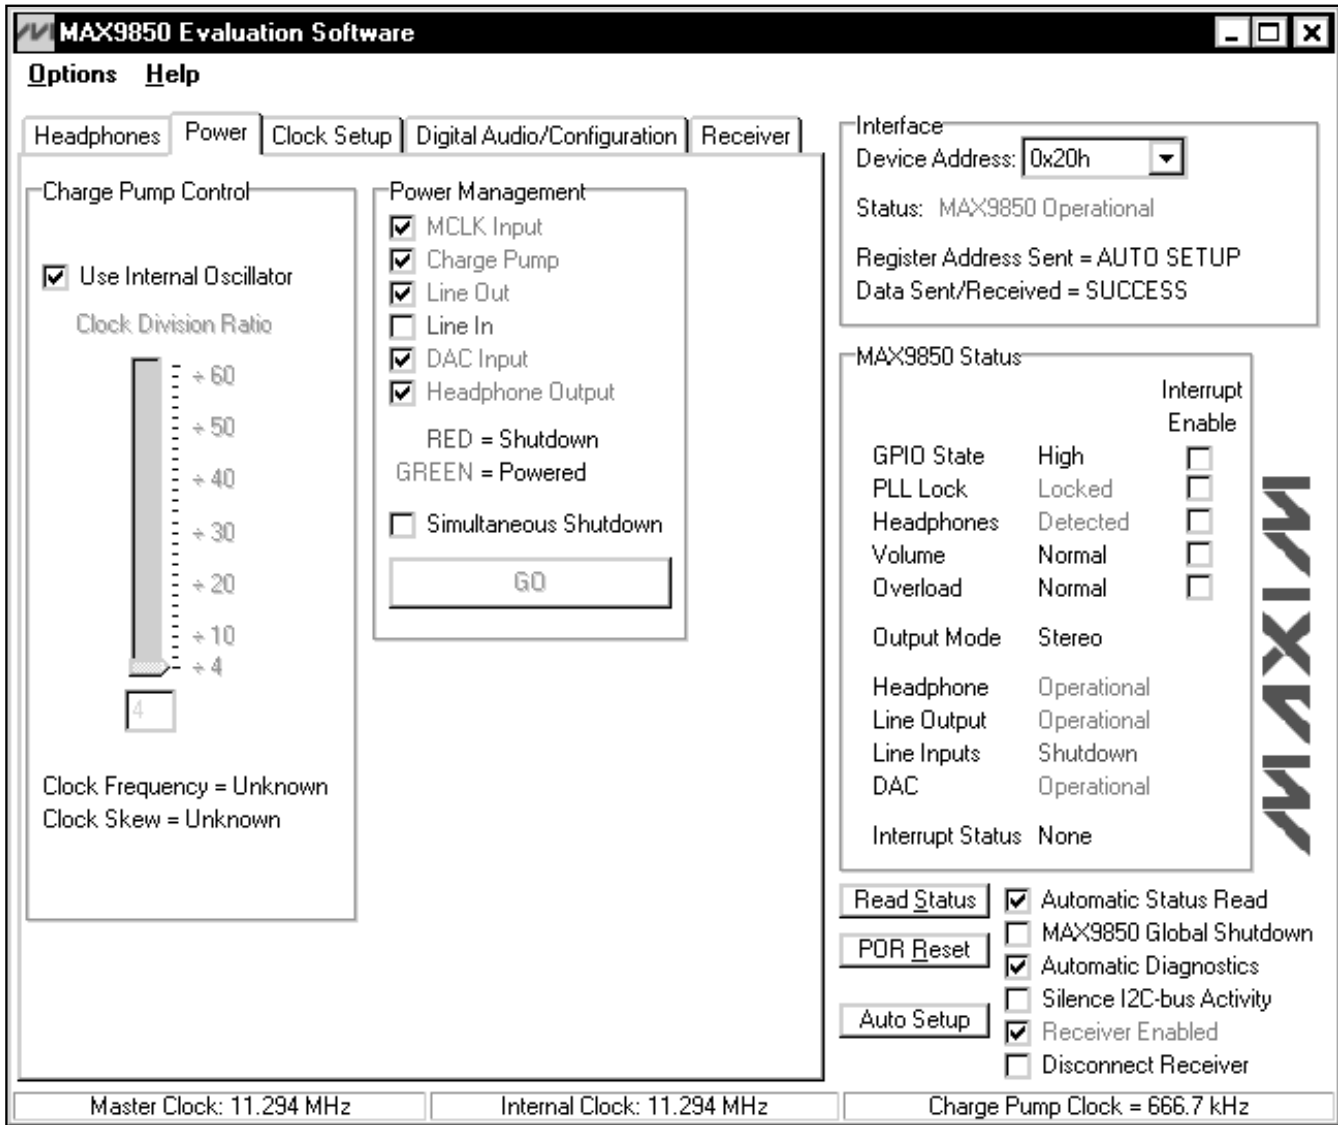 MAX9850 Evaluation Software
Options Help
Headphones Power Clock Setup Digital Audio/Configuration Receiver
Charge Pump Control
Use Internal Oscillator
Clock Division Ratio
÷ 60
÷ 50
÷ 40
÷ 30
÷ 20
÷ 10
÷ 4
4
Clock Frequency = Unknown
Clock Skew = Unknown
Power Management
MCLK Input
Charge Pump
Line Out
Line In
DAC Input
Headphone Output
RED = Shutdown
GREEN = Powered
Simultaneous Shutdown
GO
Interface
Device Address: 0x20h
Status: MAX9850 Operational
Register Address Sent = AUTO SETUP
Data Sent/Received = SUCCESS
MAX9850 Status
Interrupt
Enable
GPIO State High
PLL Lock Locked
Headphones Detected
Volume Normal
Overload Normal
Output Mode Stereo
Headphone Operational
Line Output Operational
Line Inputs Shutdown
DAC Operational
Interrupt Status None
MAXIM
Read Status
POR Reset
Auto Setup
Automatic Status Read
MAX9850 Global Shutdown
Automatic Diagnostics
Silence I2C-bus Activity
Receiver Enabled
Disconnect Receiver
Master Clock: 11.294 MHz Internal Clock: 11.294 MHz Charge Pump Clock = 666.7 kHz